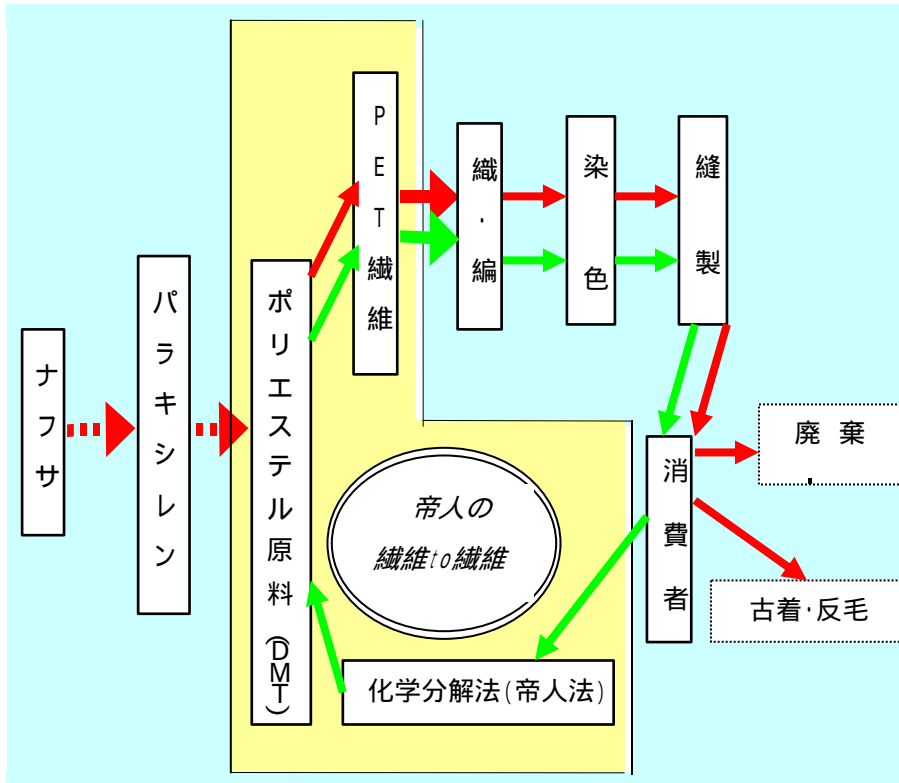 ナフサ
パラキシレン
ポリエステル原料(DMT)
PET繊維
織・編
染色
縫製
消費者
廃棄
古着・反毛
帝人の
繊維to繊維
化学分解法(帝人法)